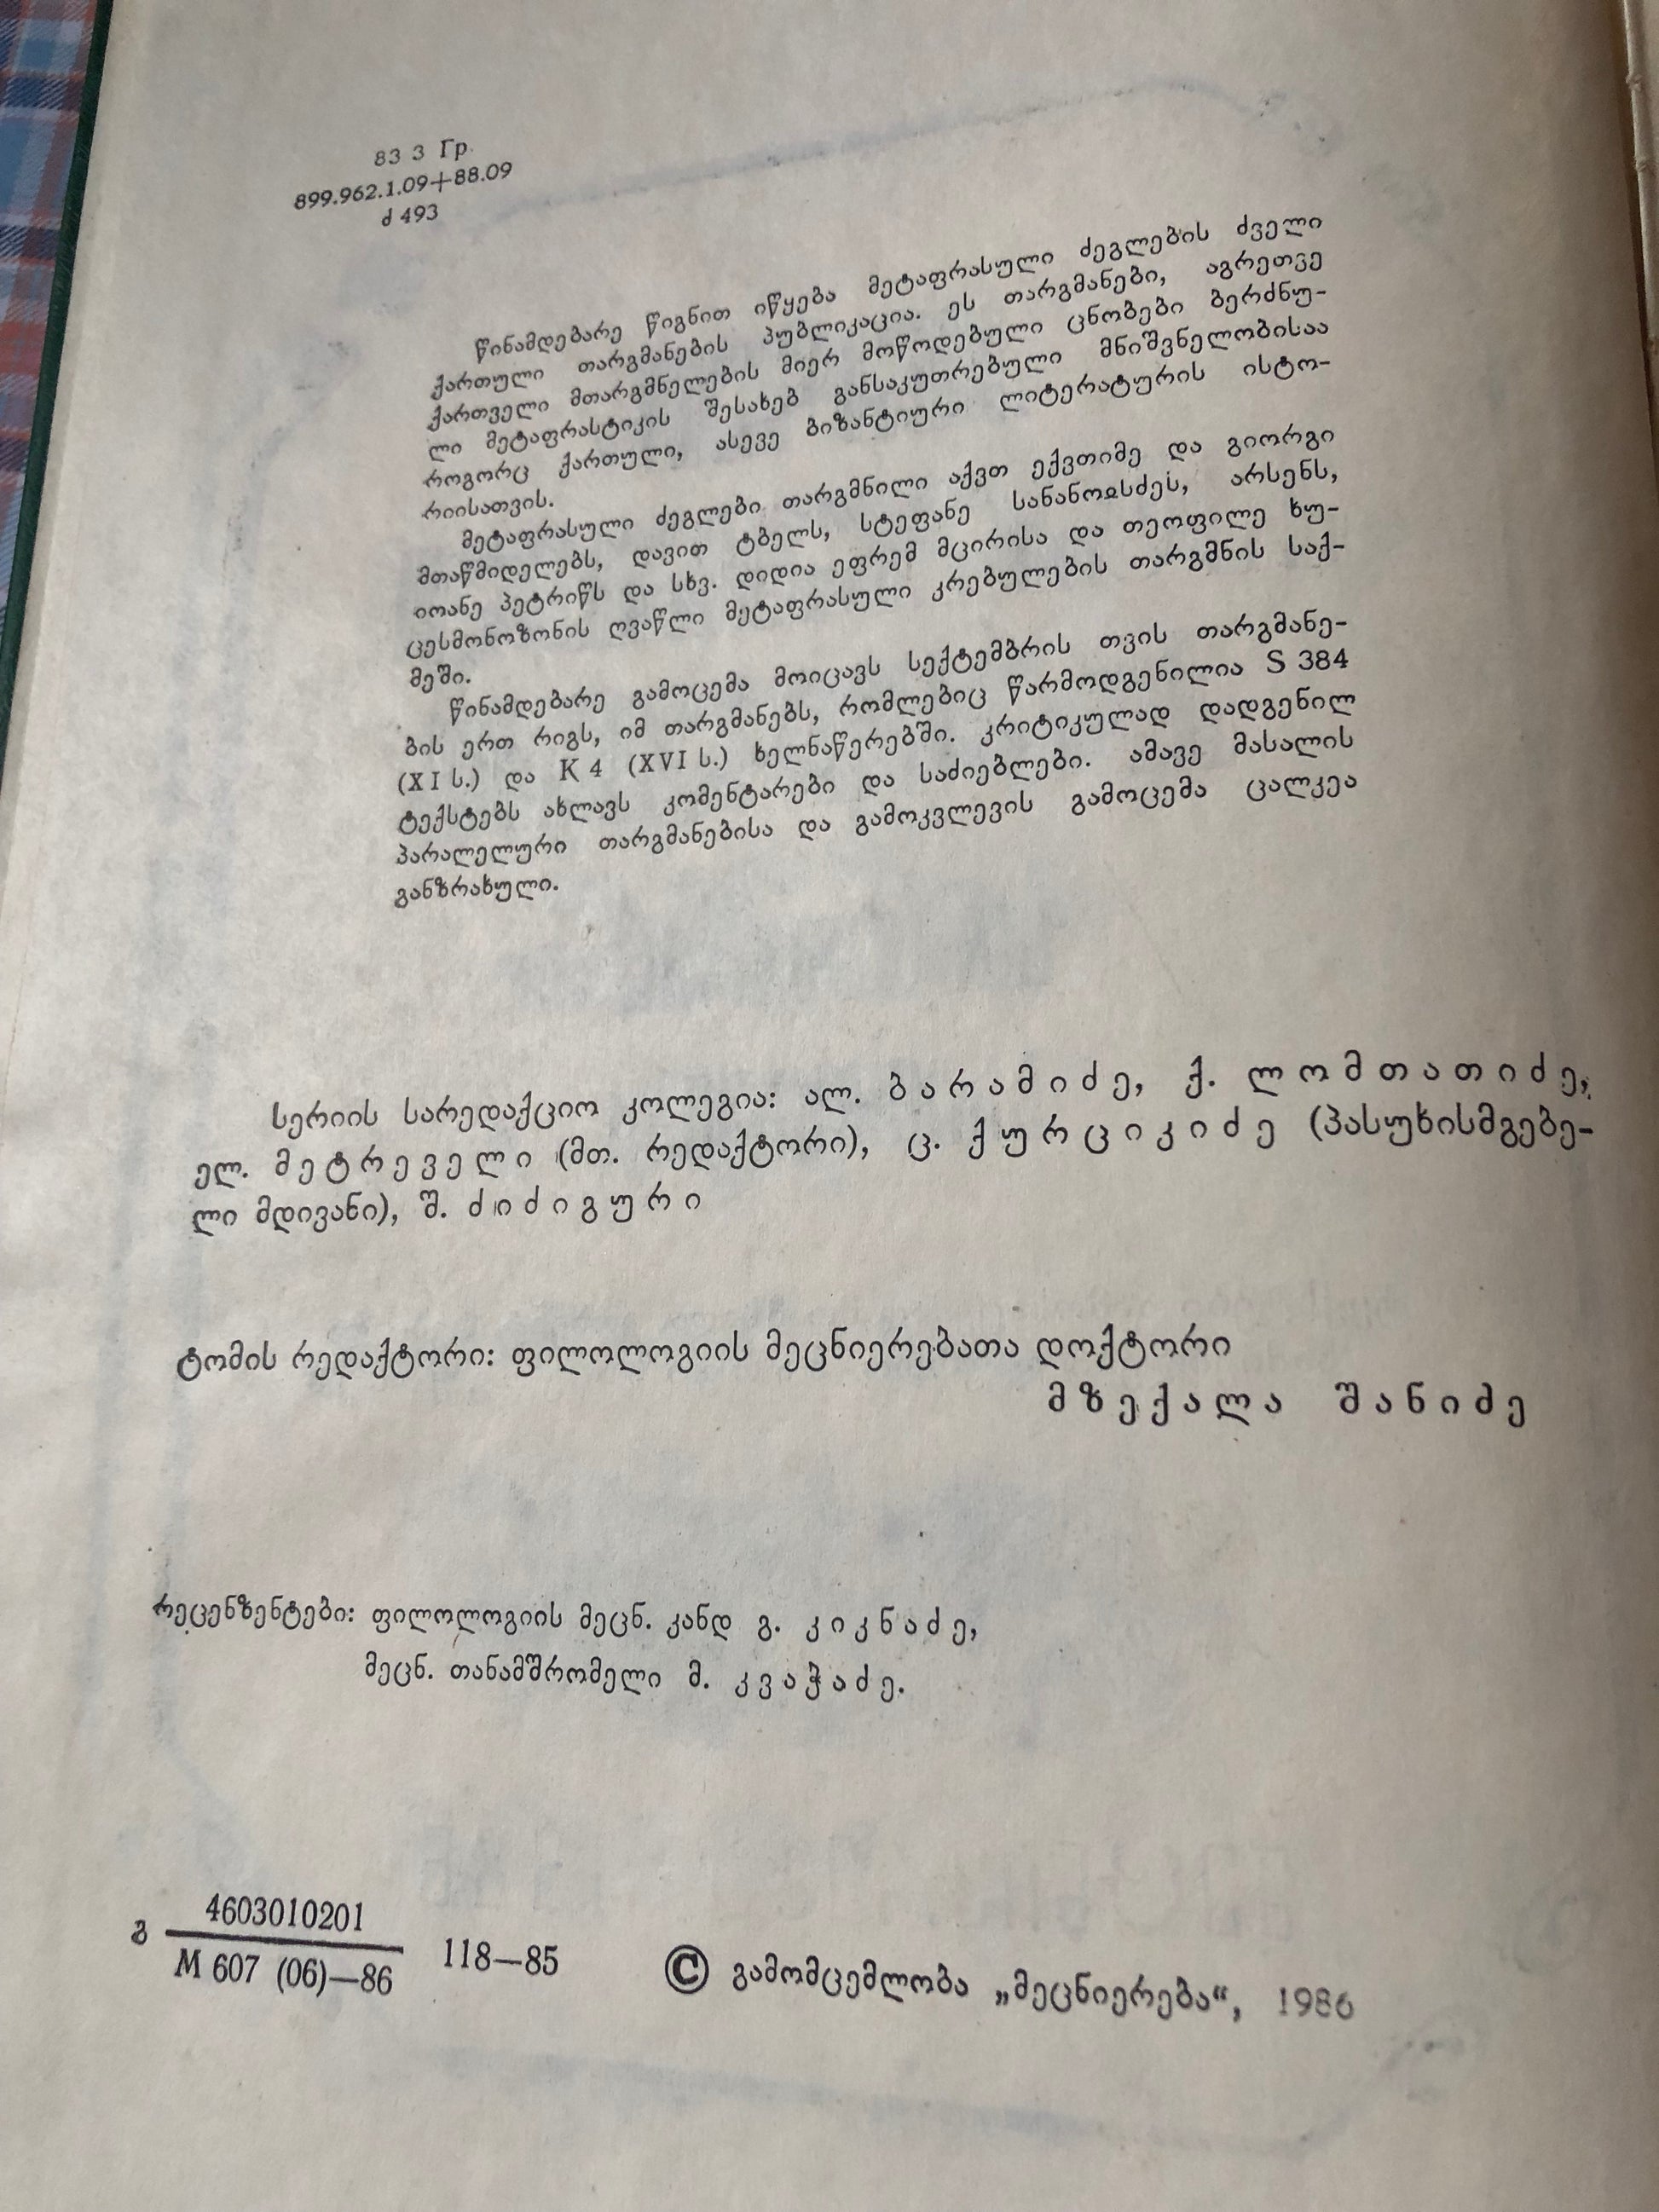 83 3 Гр
899.962.1.09+88.09
ძ 493
წინამდებარე წიგნით იწყება მეტაფრასული ძეგლების ძველი
ქართული თარგმანების პუბლიკაცია. ეს თარგმანები, აგრეთვე
ქართველი მთარგმნელების მიერ მოწოდებული ცნობები ბერძნუ-
ლი მეტაფრასტიკის შესახებ განსაკუთრებული მნიშვნელობისაა
როგორც ქართული, ასევე ბიზანტიური ლიტერატურის ისტო-
რიისათვის.
მეტაფრასული ძეგლები თარგმნილი აქვთ ექვთიმე და გიორგი
მთაწმიდელებს, დავით ტბელს, სტეფანე სანანოჲსძეს, არსენს,
იოანე პეტრიწს და სხვ. დიდია ეფრემ მცირისა და თეოფილე ხუ-
ცესმონოზონის ღვაწლი მეტაფრასული კრებულების თარგმნის საქ-
მეში.
წინამდებარე გამოცემა მოიცავს სექტემბრის თვის თარგმანე-
ბის ერთ რიგს, იმ თარგმანებს, რომლებიც წარმოდგენილია S 384
(XI ს.) და K 4 (XVI ს.) ხელნაწერებში. კრიტიკულად დადგენილ
ტექსტებს ახლავს კომენტარები და საძიებლები. ამავე მასალის
პარალელური თარგმანებისა და გამოკვლევის გამოცემა ცალკეა
განზრახული.
სერიის სარედაქციო კოლეგია: ალ. ბარამიძე, ქ. ლომთათიძე,
ელ. მეტრეველი (მთ. რედაქტორი), ც. ქურციკიძე (პასუხისმგებე-
ლი მდივანი), შ. ძიძიგური
ტომის რედაქტორი: ფილოლოგიის მეცნიერებათა დოქტორი
მზექალა შანიძე
რეცენზენტები: ფილოლოგიის მეცნ. კანდ გ. კიკნაძე,
მეცნ. თანამშრომელი მ. კვაჭაძე.
გ 4603010201
M 607 (06)—86 118—85
© გამომცემლობა „მეცნიერება“, 1986